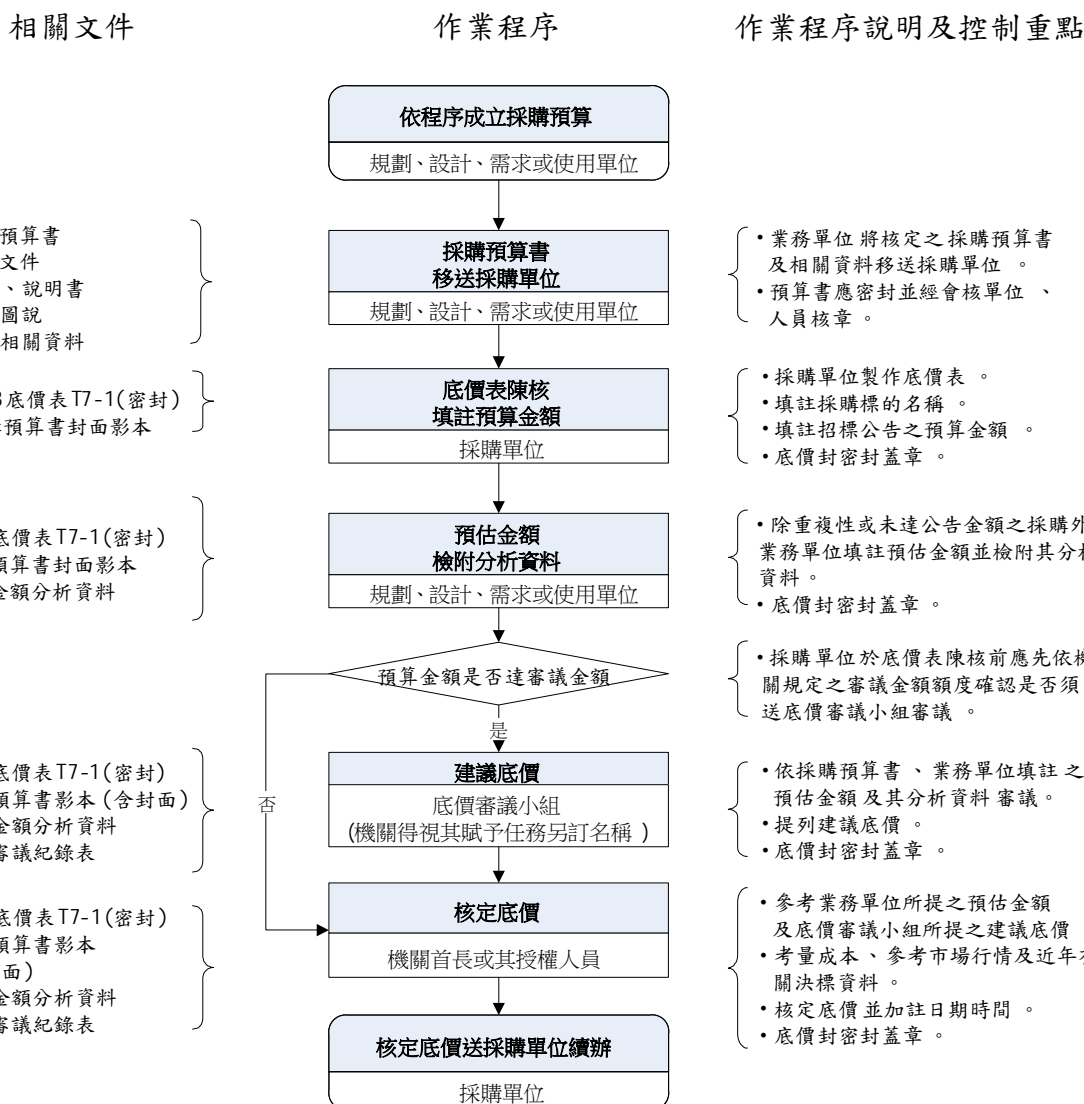 相關文件
作業程序
作業程序說明及控制重點
依程序成立採購預算
規劃、設計、需求或使用單位
預算書
文件
、說明書
圖說
相關資料
採購預算書
移送採購單位
規劃、設計、需求或使用單位
•業務單位將核定之採購預算書
及相關資料移送採購單位。
•預算書應密封並經會核單位、
人員核章。
底價表T7-1(密封)
預算書封面影本
底價表陳核
填註預算金額
採購單位
•採購單位製作底價表。
•填註採購標的名稱。
•填註招標公告之預算金額。
•底價封密封蓋章。
底價表T7-1(密封)
預算書封面影本
金額分析資料
預估金額
檢附分析資料
規劃、設計、需求或使用單位
•除重複性或未達公告金額之採購外
業務單位填註預估金額並檢附其分析
資料。
•底價封密封蓋章。
預算金額是否達審議金額
是
否
•採購單位於底價表陳核前應先依機
關規定之審議金額額度確認是否須
送底價審議小組審議。
底價表T7-1(密封)
預算書影本(含封面)
金額分析資料
審議紀錄表
建議底價
底價審議小組
(機關得視其賦予任務另訂名稱)
•依採購預算書、業務單位填註之
預估金額及其分析資料審議。
•提列建議底價。
•底價封密封蓋章。
底價表T7-1(密封)
預算書影本
面)
金額分析資料
審議紀錄表
核定底價
機關首長或其授權人員
•參考業務單位所提之預估金額
及底價審議小組所提之建議底價
•考量成本、參考市場行情及近年有
關決標資料。
•核定底價並加註日期時間。
•底價封密封蓋章。
核定底價送採購單位續辦
採購單位